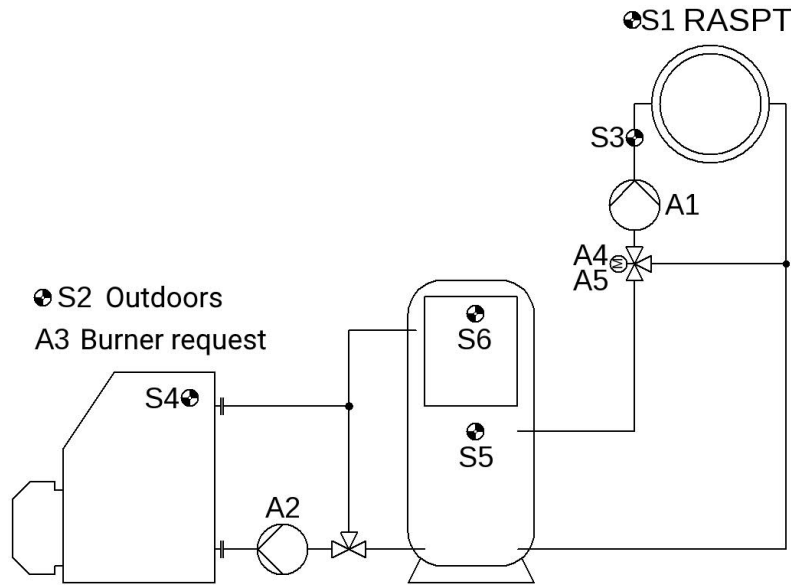 S1 RASPT
S3
A1
A4
M
A5
S2 Outdoors
A3 Burner request
S6
S4
S5
A2